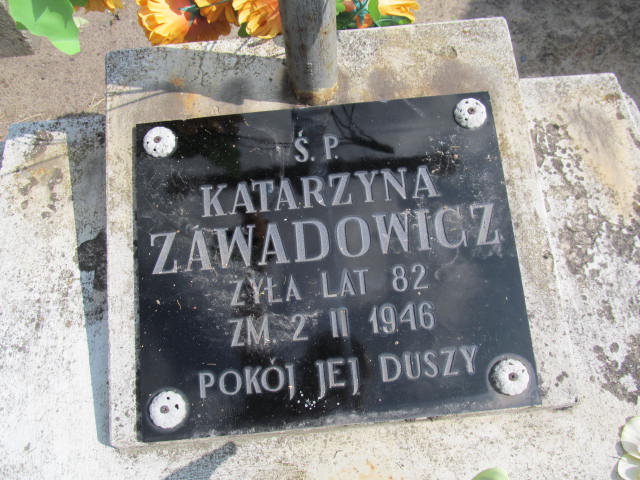 Ś. P.
KATARZYNA
ZAWADOWICZ
ŻYŁA LAT 82
ZM 2 II 1946
POKÓJ JEJ DUSZY